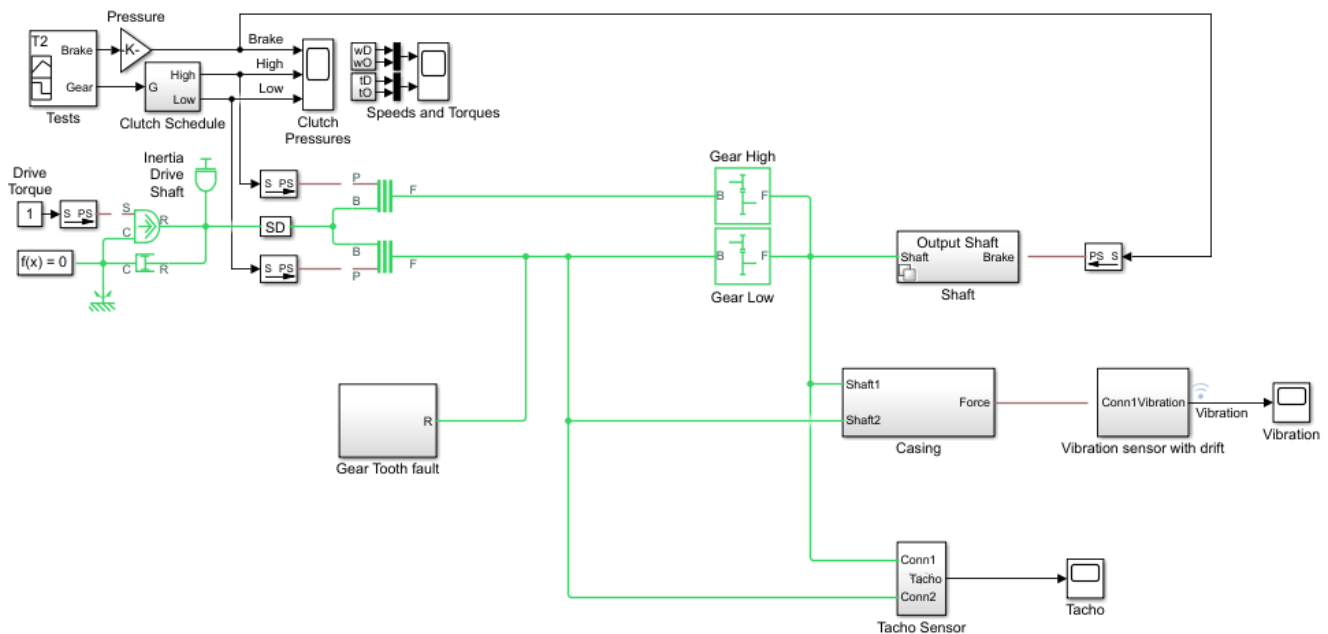 Pressure
T2
Brake
Gear
Tests
-K-
G
High
Low
Clutch Schedule
Brake
High
Low
Clutch
Pressures
wD
wO
tD
tO
Speeds and Torques
Drive
Torque
1
S PS
S
C
R
Inertia
Drive
Shaft
f(x) = 0
C
R
SD
S PS
P
B
F
S PS
B
P
F
Gear High
B
F
B
F
Gear Low
Output Shaft
Shaft
Brake
Shaft
PS S
Gear Tooth fault
R
Shaft1
Shaft2
Force
Casing
Conn1Vibration
Vibration sensor with drift
Vibration
Vibration
Conn1
Tacho
Conn2
Tacho Sensor
Tacho